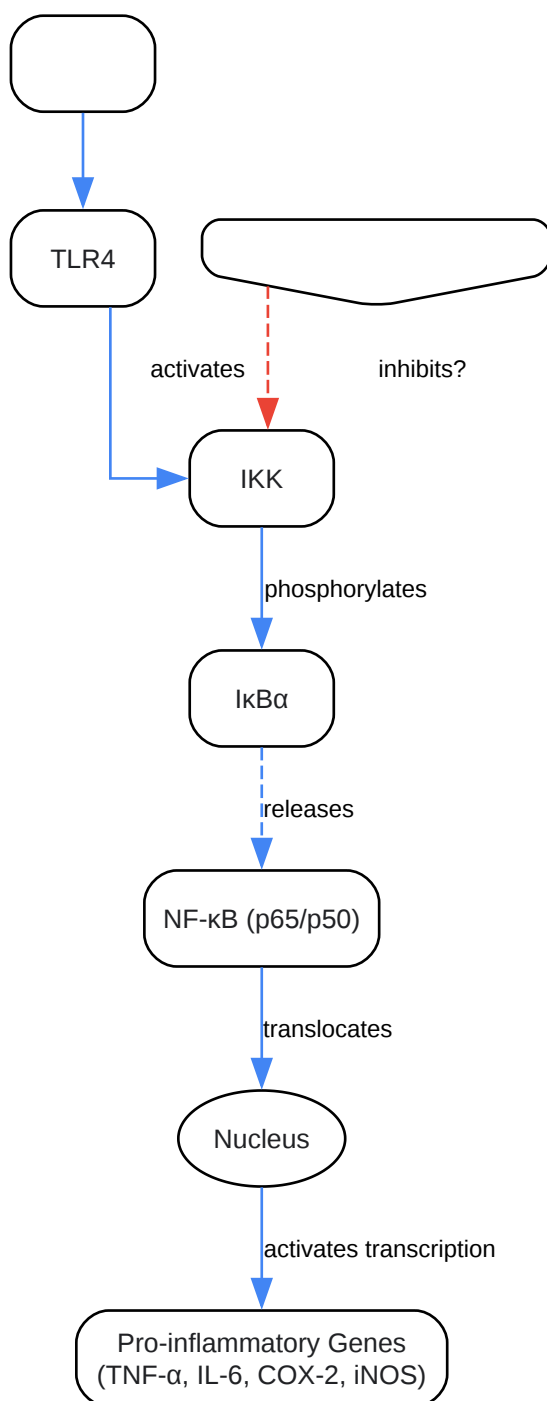 TLR4
activates
inhibits?
IKK
phosphorylates
IκBα
releases
NF-κB (p65/p50)
translocates
Nucleus
activates transcription
Pro-inflammatory Genes
(TNF-α, IL-6, COX-2, iNOS)